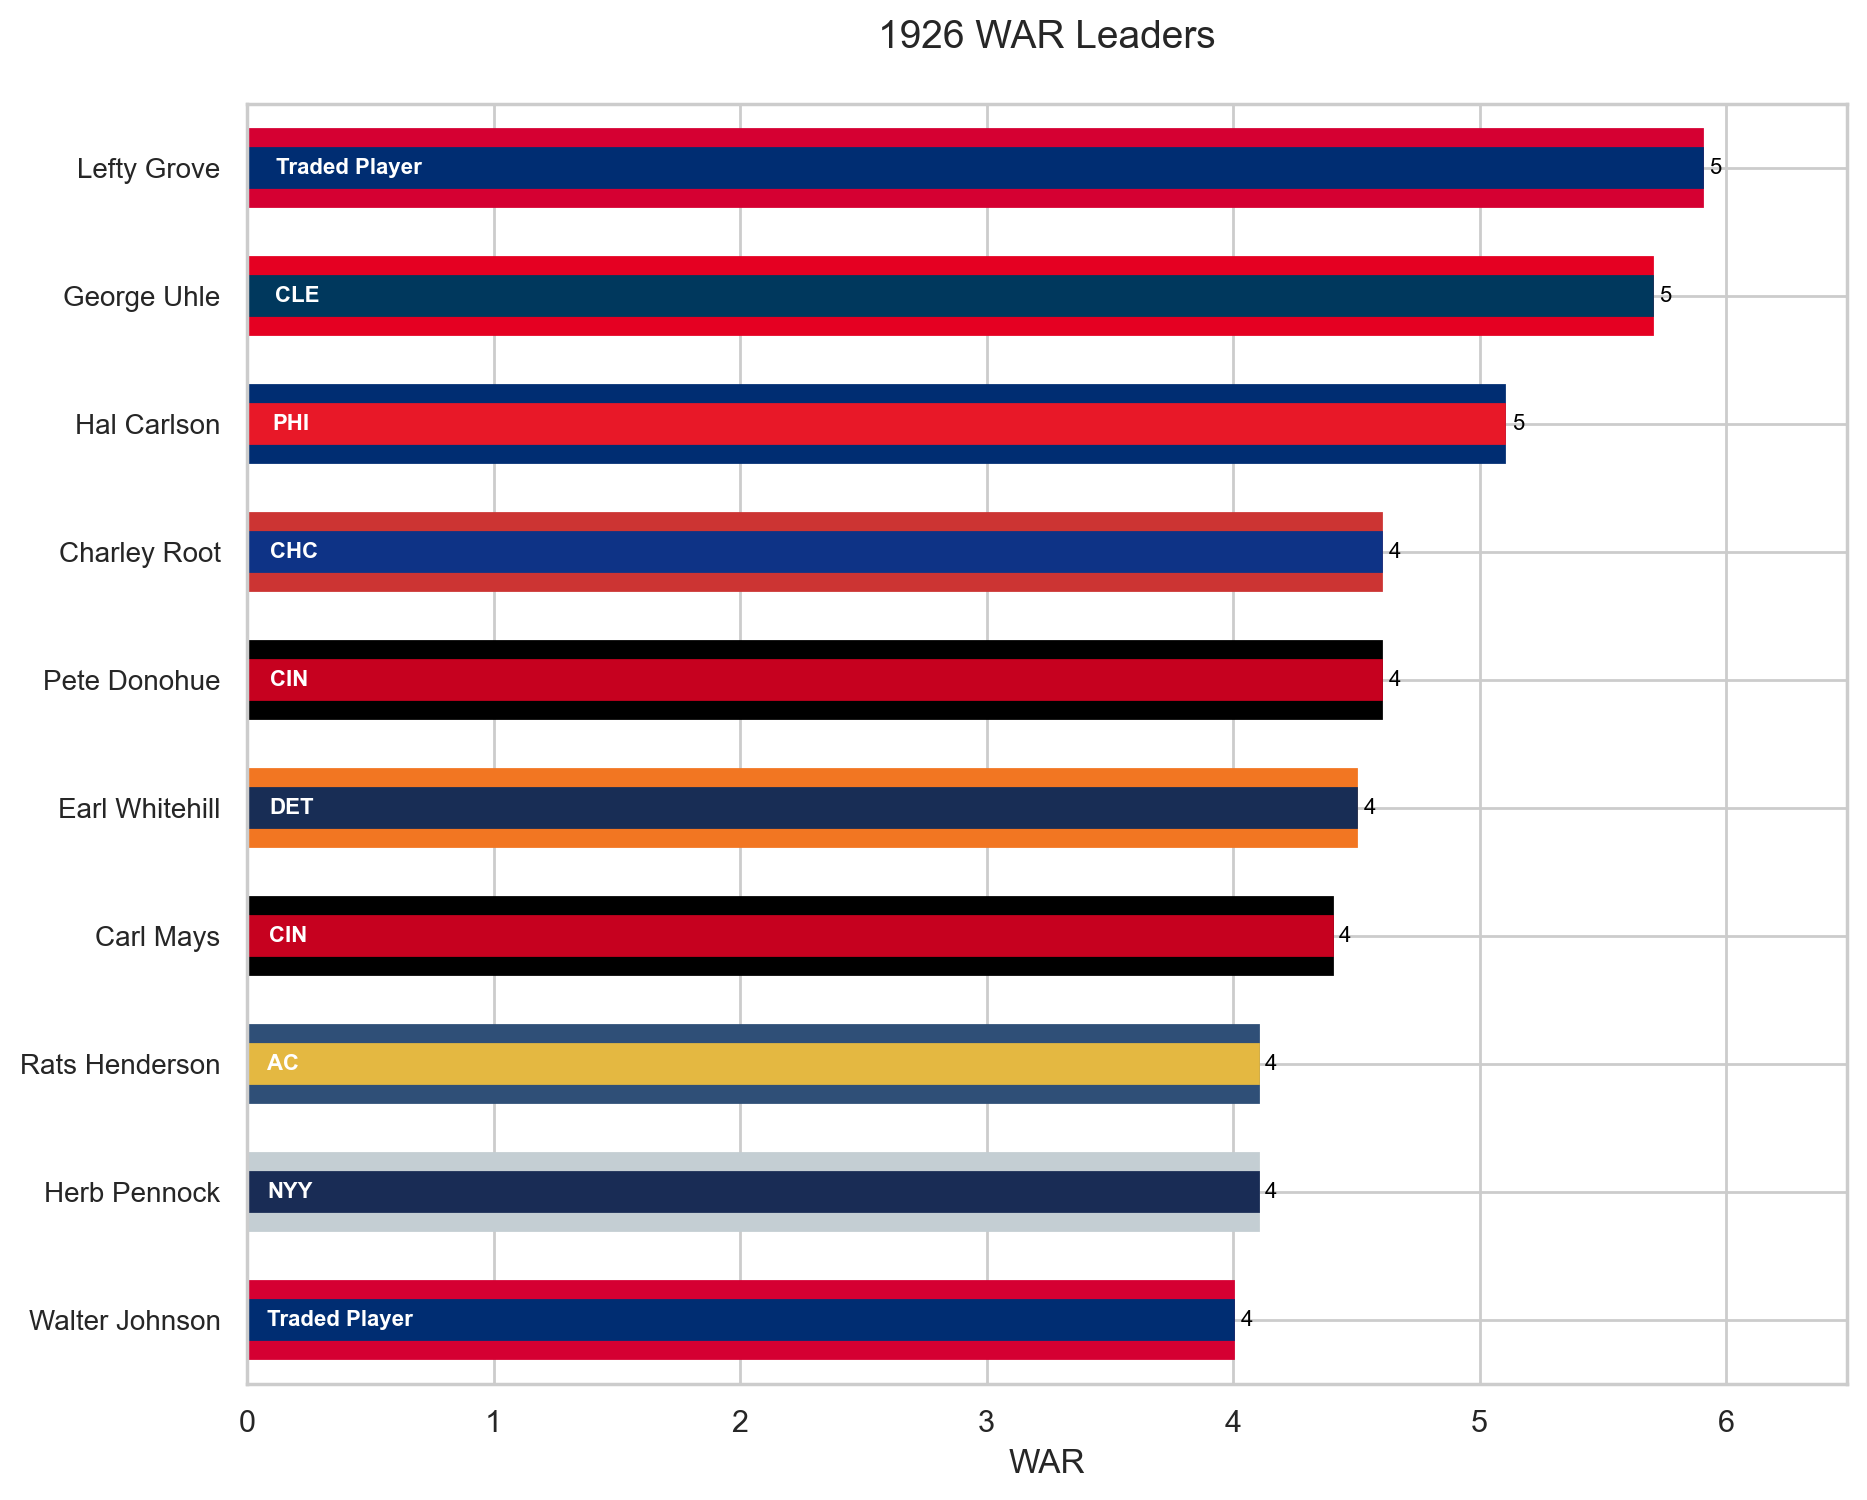 1926 WAR Leaders
Lefty Grove
Traded Player
5
George Uhle
CLE
5
Hal Carlson
PHI
5
Charley Root
CHC
4
Pete Donohue
CIN
4
Earl Whitehill
DET
4
Carl Mays
CIN
4
Rats Henderson
AC
4
Herb Pennock
NYY
4
Walter Johnson
Traded Player
4
0 1 2 3 4 5 6
WAR